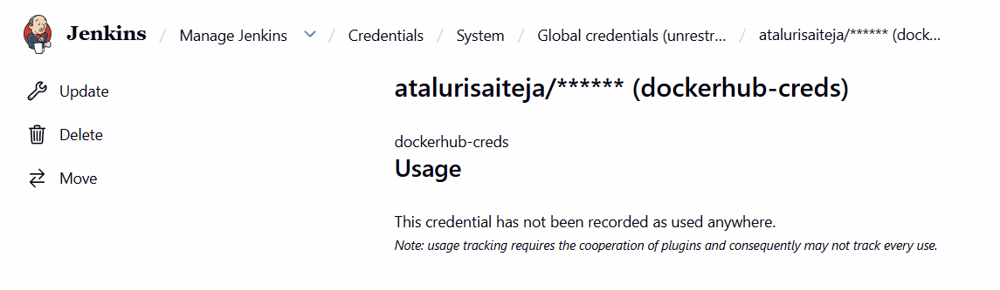 Jenkins / Manage Jenkins / Credentials / System / Global credentials (unrestr... / atalurisaiteja/****** (dock...
Update
Delete
Move
atalurisaiteja/****** (dockerhub-creds)
dockerhub-creds
Usage
This credential has not been recorded as used anywhere.
Note: usage tracking requires the cooperation of plugins and consequently may not track every use.